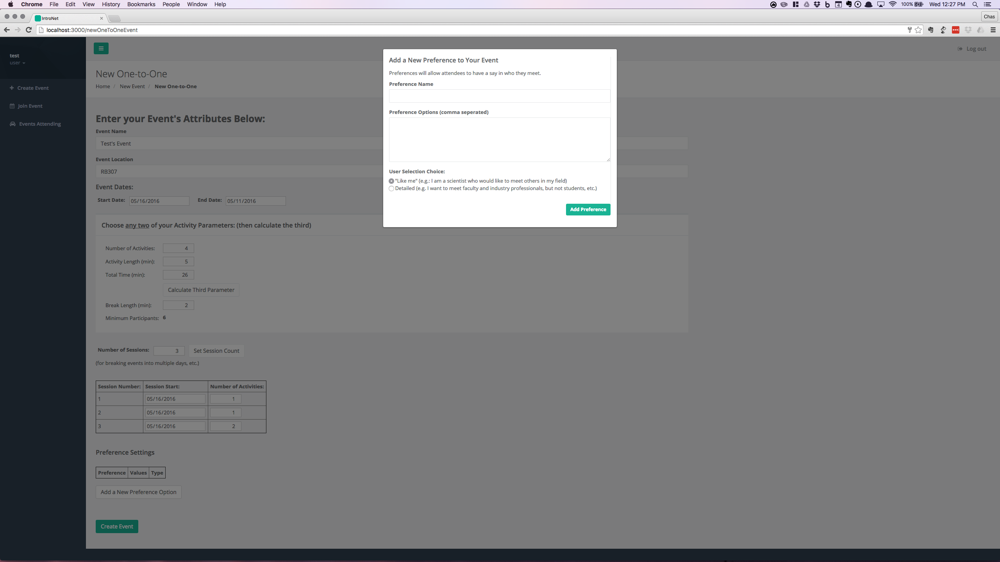 Chrome File Edit View History Bookmarks People Window Help 4 100% Wed 12:27 PM
IntroNet
Chas
localhost:3000/newOneToOneEvent
test
user
Create Event
Join Event
Events Attending
Log out
New One-to-One
Home / New Event / New One-to-One
Enter your Event's Attributes Below:
Event Name
Test's Event
Event Location
RB307
Event Dates:
Start Date: 05/16/2016 End Date: 05/11/2016
Choose any two of your Activity Parameters: (then calculate the third)
Number of Activities: 4
Activity Length (min): 5
Total Time (min): 26
Calculate Third Parameter
Break Length (min): 2
Minimum Participants: 6
Number of Sessions: 3 Set Session Count
(for breaking events into multiple days, etc.)
Session Number: Session Start: Number of Activities:
1 05/16/2016 1
2 05/16/2016 1
3 05/16/2016 2
Preference Settings
Preference Values Type
Add a New Preference Option
Create Event
Add a New Preference to Your Event
Preferences will allow attendees to have a say in who they meet.
Preference Name
Preference Options (comma seperated)
User Selection Choice:
"Like me" (e.g.: I am a scientist who would like to meet others in my field)
Detailed (e.g. I want to meet faculty and industry professionals, but not students, etc.)
Add Preference